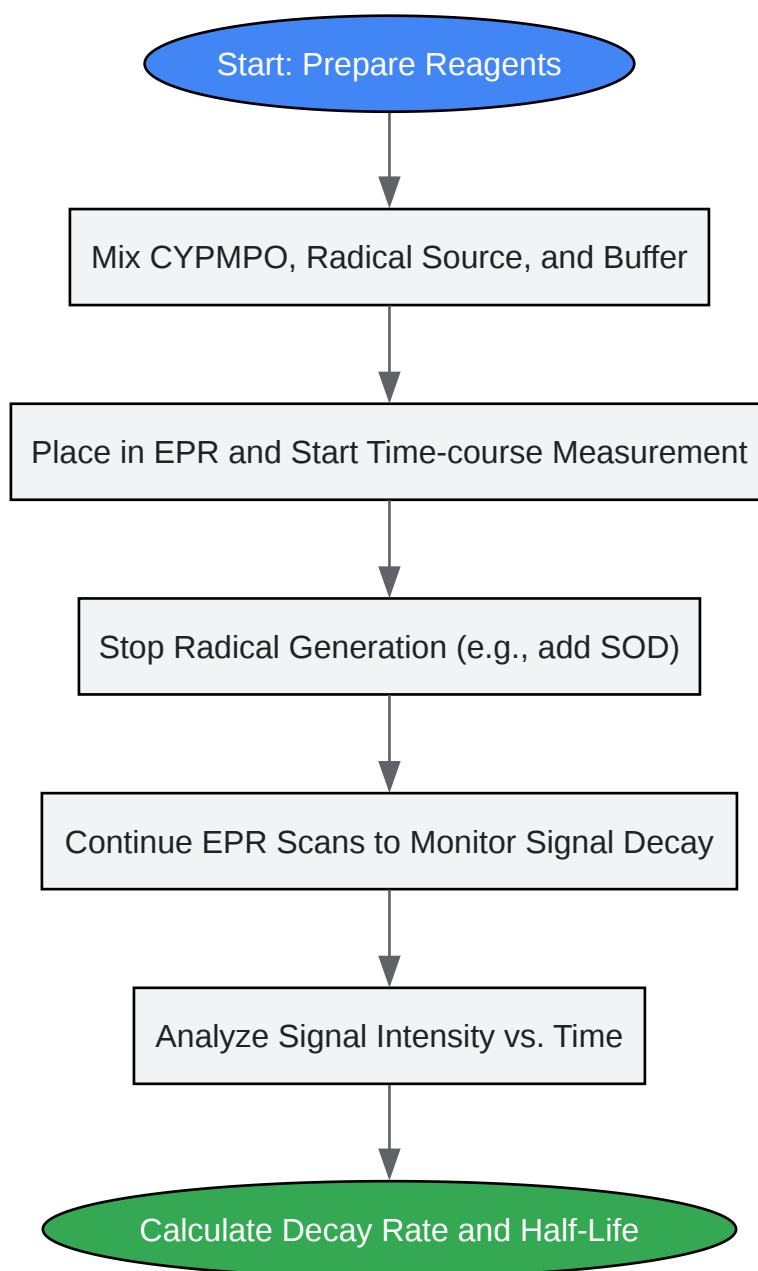 Start: Prepare Reagents
Mix CYPMPO, Radical Source, and Buffer
Place in EPR and Start Time-course Measurement
Stop Radical Generation (e.g., add SOD)
Continue EPR Scans to Monitor Signal Decay
Analyze Signal Intensity vs. Time
Calculate Decay Rate and Half-Life